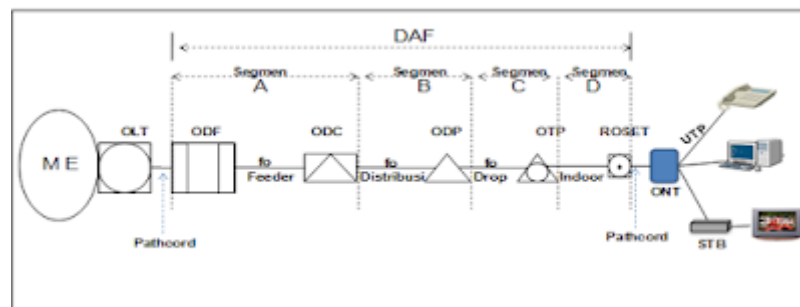 DAF
Segmen Segmen Segmen Segmen
A B C D
OLT ODF ODC ODP OTP ROSET
UTP
ME
fo fo fo
Feeder Distribusi Drop Indoor
ONT
Pathcord Pathcord
STB